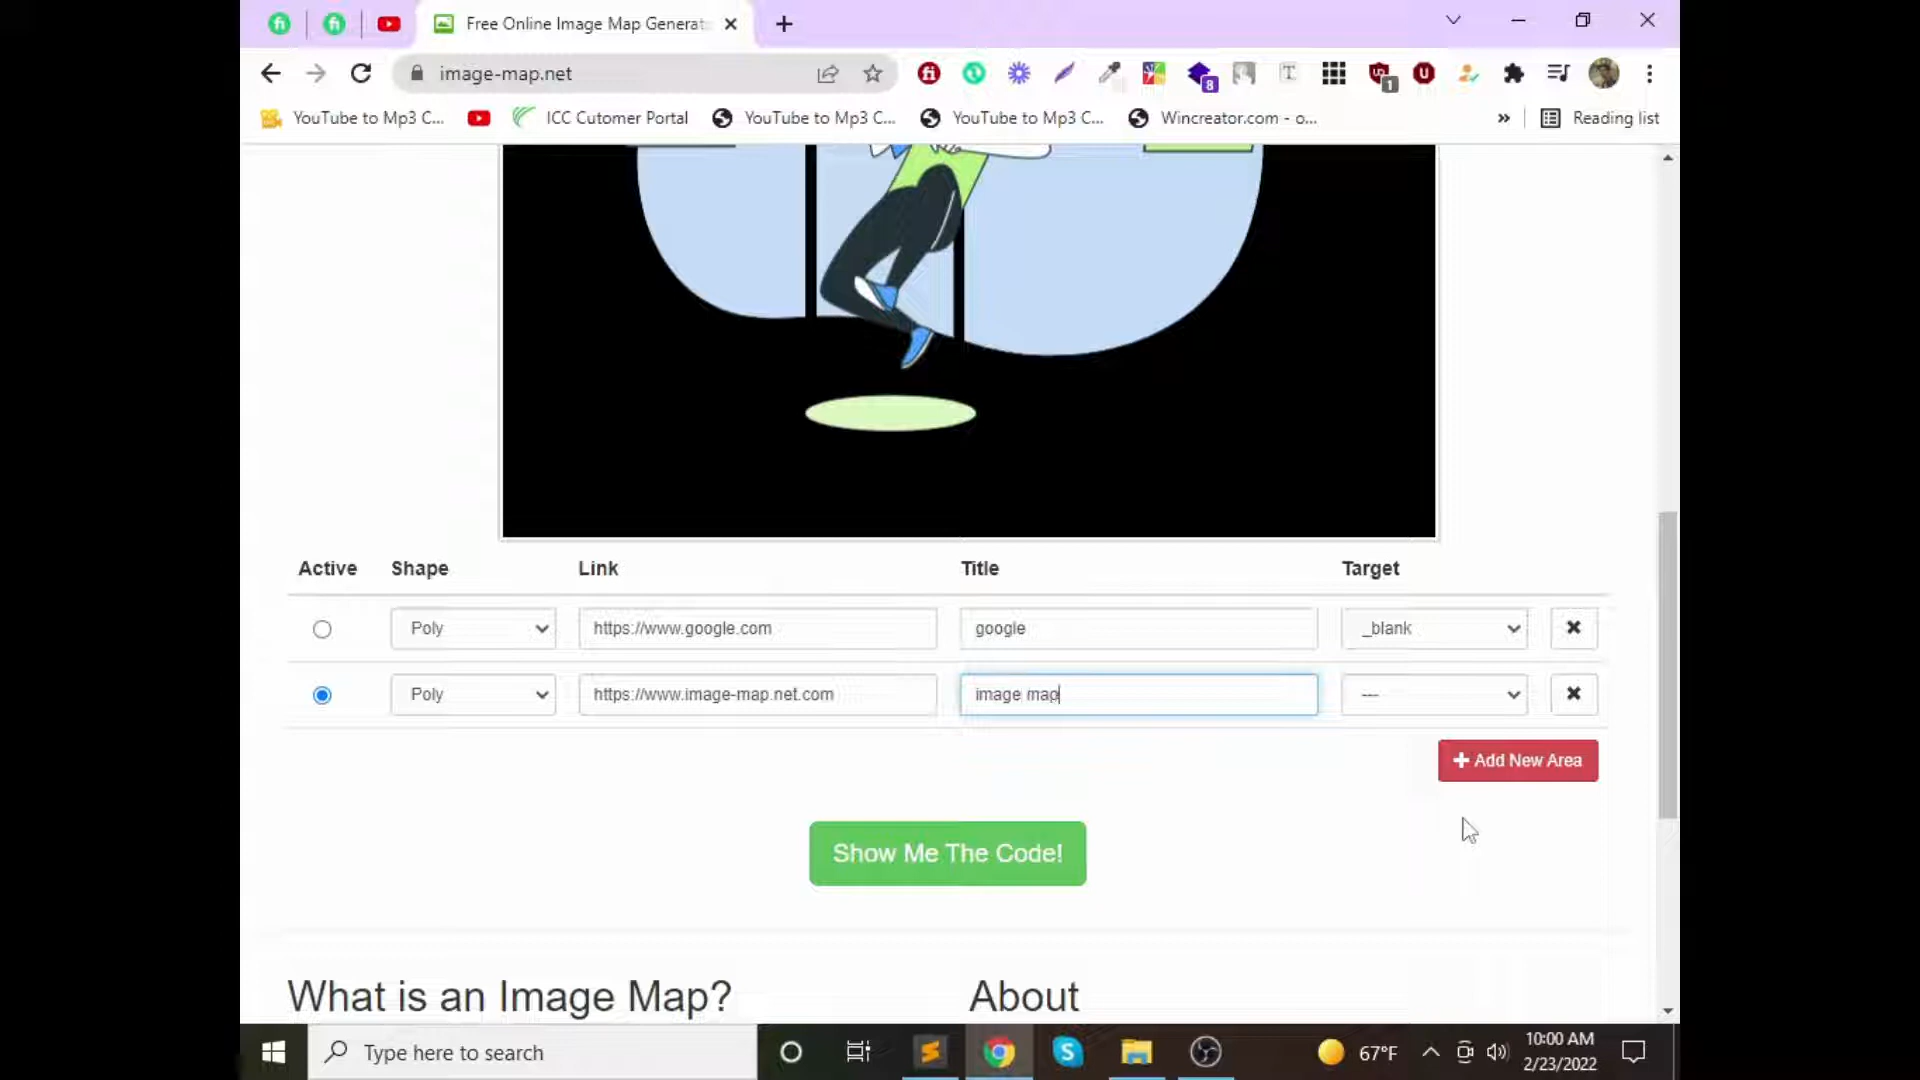 Free Online Image Map Generat
image-map.net
8
1
YouTube to Mp3 C...
ICC Cutomer Portal
YouTube to Mp3 C...
YouTube to Mp3 C...
Wincreator.com - o...
»
Reading list
Active Shape Link Title Target
Poly https://www.google.com google _blank
Poly https://www.image-map.net.com image map ---
+ Add New Area
Show Me The Code!
What is an Image Map? About
Type here to search
67°F
10:00 AM
2/23/2022